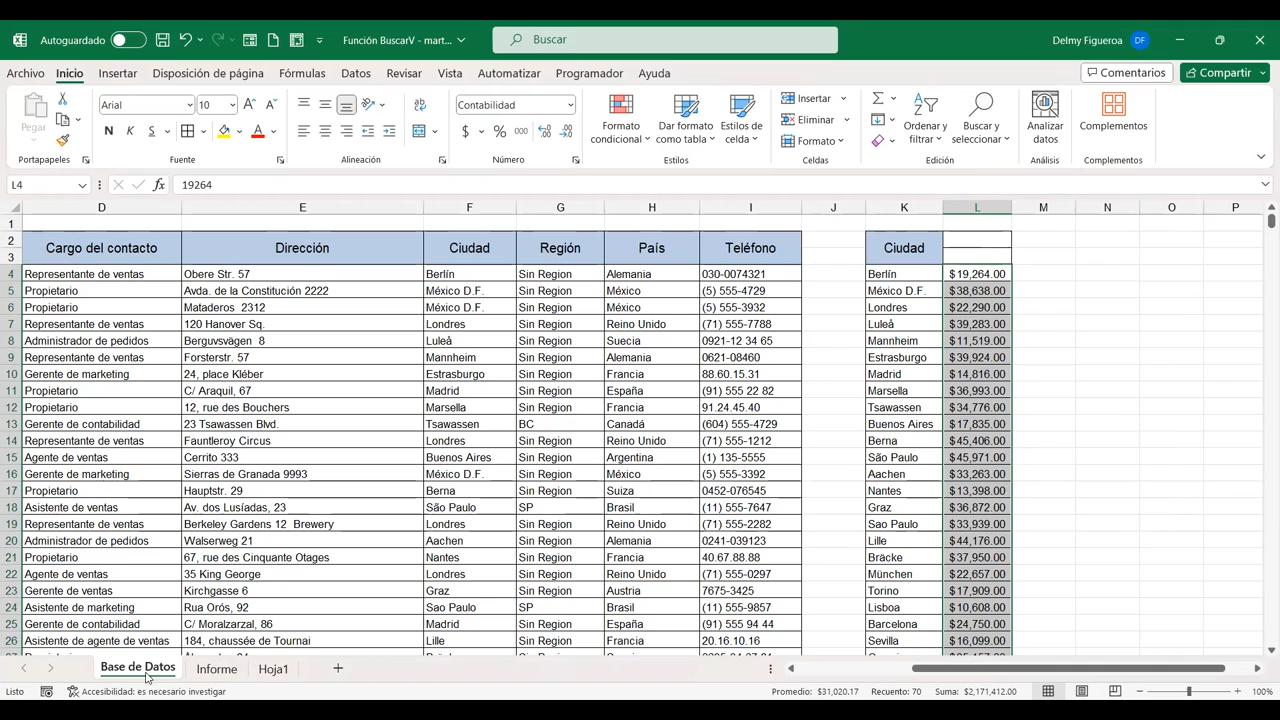 Autoguardado Función BuscarV - mart... Buscar Delmy Figueroa DF
Archivo Inicio Insertar Disposición de página Fórmulas Datos Revisar Vista Automatizar Programador Ayuda Comentarios Compartir
Pegar Arial 10 Contabilidad Formato condicional Dar formato como tabla Estilos de celda Insertar Eliminar Formato Ordenar y filtrar Buscar y seleccionar Analizar datos Complementos
N K S $ % 000
Portapapeles Fuente Alineación Número Estilos Celdas Edición Análisis Complementos
L4 fx 19264
D E F G H I J K L M N O P
1
2
3
Cargo del contacto Dirección Ciudad Región País Teléfono Ciudad
4 Representante de ventas Obere Str. 57 Berlín Sin Region Alemania 030-0074321 Berlín $19,264.00
5 Propietario Avda. de la Constitución 2222 México D.F. Sin Region México (5) 555-4729 México D.F. $38,638.00
6 Propietario Mataderos 2312 México D.F. Sin Region México (5) 555-3932 Londres $22,290.00
7 Representante de ventas 120 Hanover Sq. Londres Sin Region Reino Unido (71) 555-7788 Luleå $39,283.00
8 Administrador de pedidos Berguvsvägen 8 Luleå Sin Region Suecia 0921-12 34 65 Mannheim $11,519.00
9 Representante de ventas Forsterstr. 57 Mannheim Sin Region Alemania 0621-08460 Estrasburgo $39,924.00
10 Gerente de marketing 24, place Kléber Estrasburgo Sin Region Francia 88.60.15.31 Madrid $14,816.00
11 Propietario C/ Araquil, 67 Madrid Sin Region España (91) 555 22 82 Marsella $36,993.00
12 Propietario 12, rue des Bouchers Marsella Sin Region Francia 91.24.45.40 Tsawassen $34,776.00
13 Gerente de contabilidad 23 Tsawassen Blvd. Tsawassen BC Canadá (604) 555-4729 Buenos Aires $17,835.00
14 Representante de ventas Fauntleroy Circus Londres Sin Region Reino Unido (71) 555-1212 Berna $45,406.00
15 Agente de ventas Cerrito 333 Buenos Aires Sin Region Argentina (1) 135-5555 São Paulo $45,971.00
16 Gerente de marketing Sierras de Granada 9993 México D.F. Sin Region México (5) 555-3392 Aachen $33,263.00
17 Propietario Hauptstr. 29 Berna Sin Region Suiza 0452-076545 Nantes $13,398.00
18 Asistente de ventas Av. dos Lusíadas, 23 São Paulo SP Brasil (11) 555-7647 Graz $36,872.00
19 Representante de ventas Berkeley Gardens 12 Brewery Londres Sin Region Reino Unido (71) 555-2282 Sao Paulo $33,939.00
20 Administrador de pedidos Walserweg 21 Aachen Sin Region Alemania 0241-039123 Lille $44,176.00
21 Propietario 67, rue des Cinquante Otages Nantes Sin Region Francia 40.67.88.88 Bräcke $37,950.00
22 Agente de ventas 35 King George Londres Sin Region Reino Unido (71) 555-0297 München $22,657.00
23 Gerente de ventas Kirchgasse 6 Graz Sin Region Austria 7675-3425 Torino $17,909.00
24 Asistente de marketing Rua Orós, 92 Sao Paulo SP Brasil (11) 555-9857 Lisboa $10,608.00
25 Gerente de contabilidad C/ Moralzarzal, 86 Madrid Sin Region España (91) 555 94 44 Barcelona $24,750.00
26 Asistente de agente de ventas 184, chaussée de Tournai Lille Sin Region Francia 20.16.10.16 Sevilla $16,099.00
Base de Datos Informe Hoja1
Listo Accesibilidad: es necesario investigar Promedio: $31,020.17 Recuento: 70 Suma: $2,171,412.00 100%